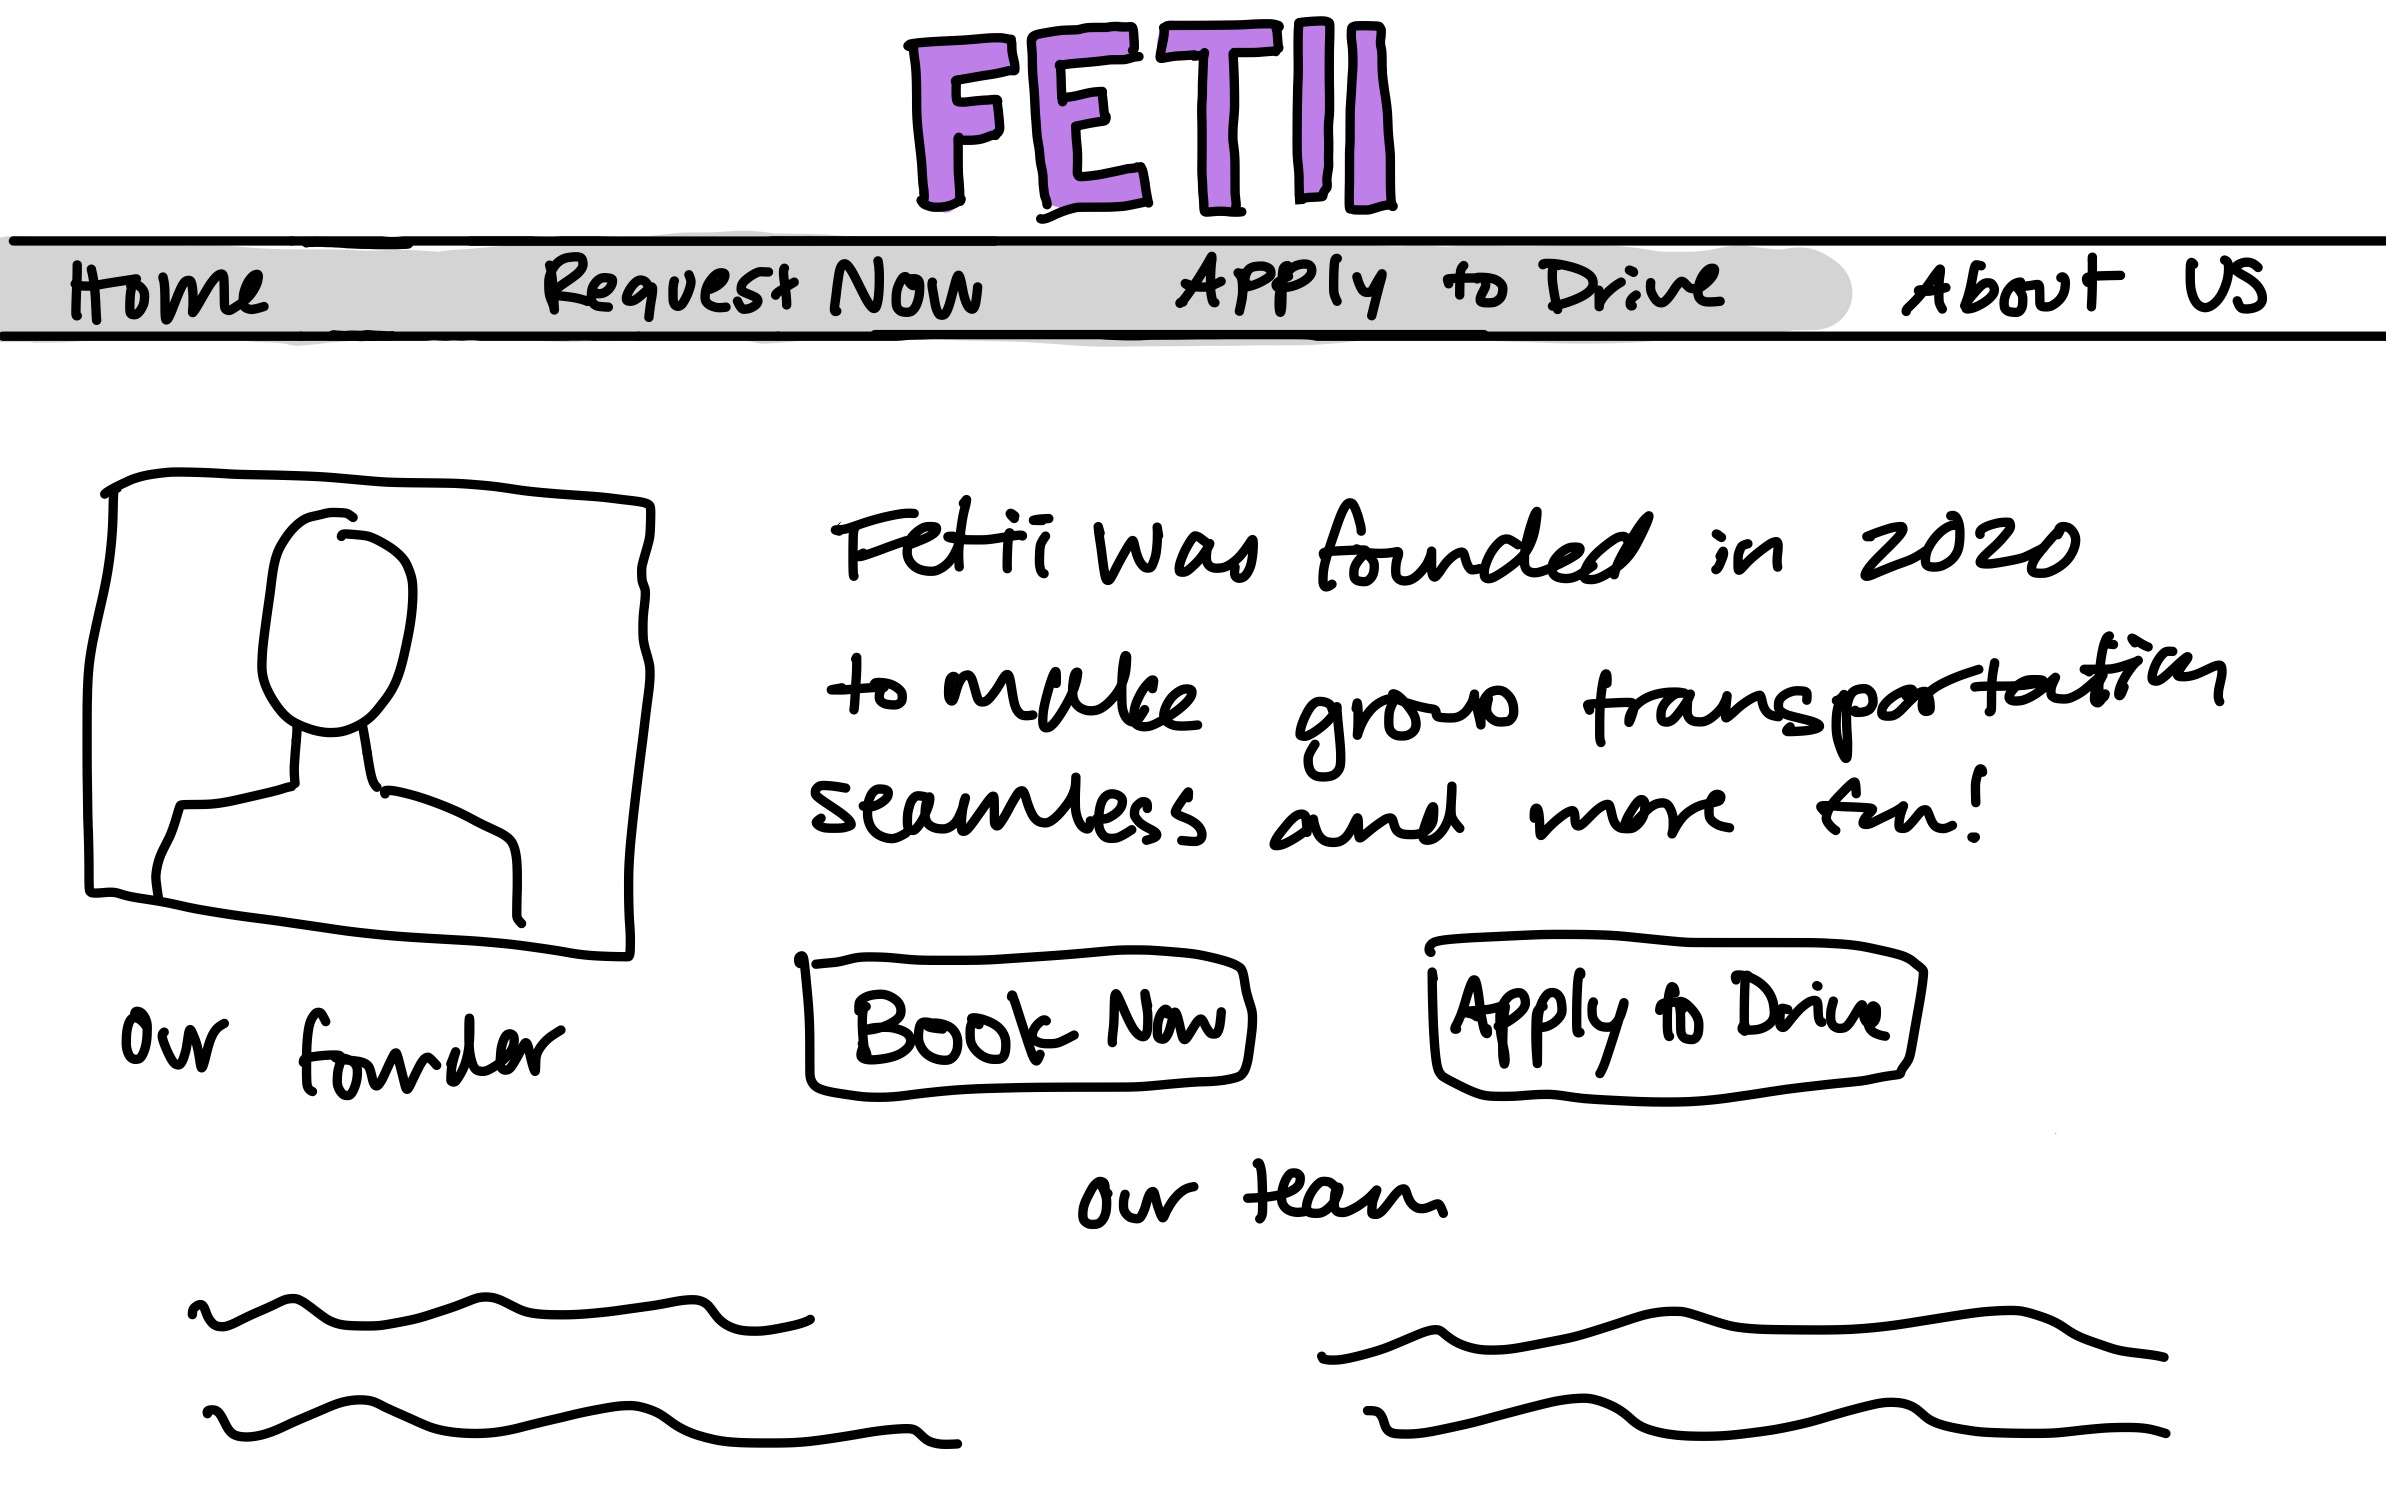 FETII
Home Request Now Apply to Drive About US
Fetii was founded in 2020
to make group transportation
seamless and more fun!
our founder
Book Now
Apply to Drive
our team